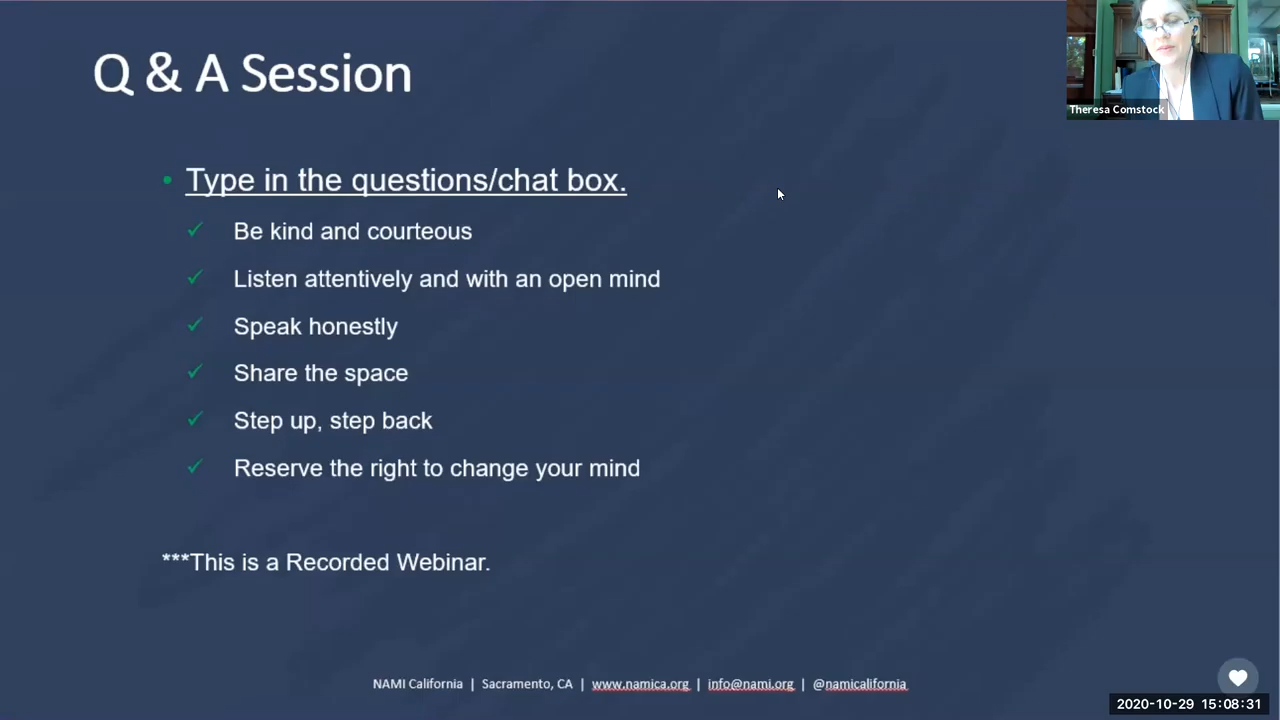 Q & A Session
Theresa Comstock
• Type in the questions/chat box.
✓ Be kind and courteous
✓ Listen attentively and with an open mind
✓ Speak honestly
✓ Share the space
✓ Step up, step back
✓ Reserve the right to change your mind
***This is a Recorded Webinar.
NAMI California | Sacramento, CA | www.namica.org | info@nami.org | @namicalifornia
2020-10-29 15:08:31